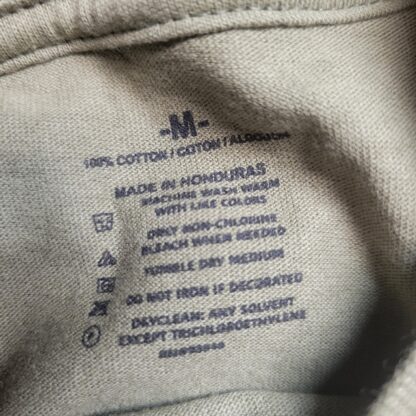 -M-
100% COTTON / COTON / ALGODON
MADE IN HONDURAS
MACHINE WASH WARM
WITH LIKE COLORS
ONLY NON-CHLORINE
BLEACH WHEN NEEDED
TUMBLE DRY MEDIUM
DO NOT IRON IF DECORATED
DRYCLEAN: ANY SOLVENT
EXCEPT TRICHLOROETHYLENE